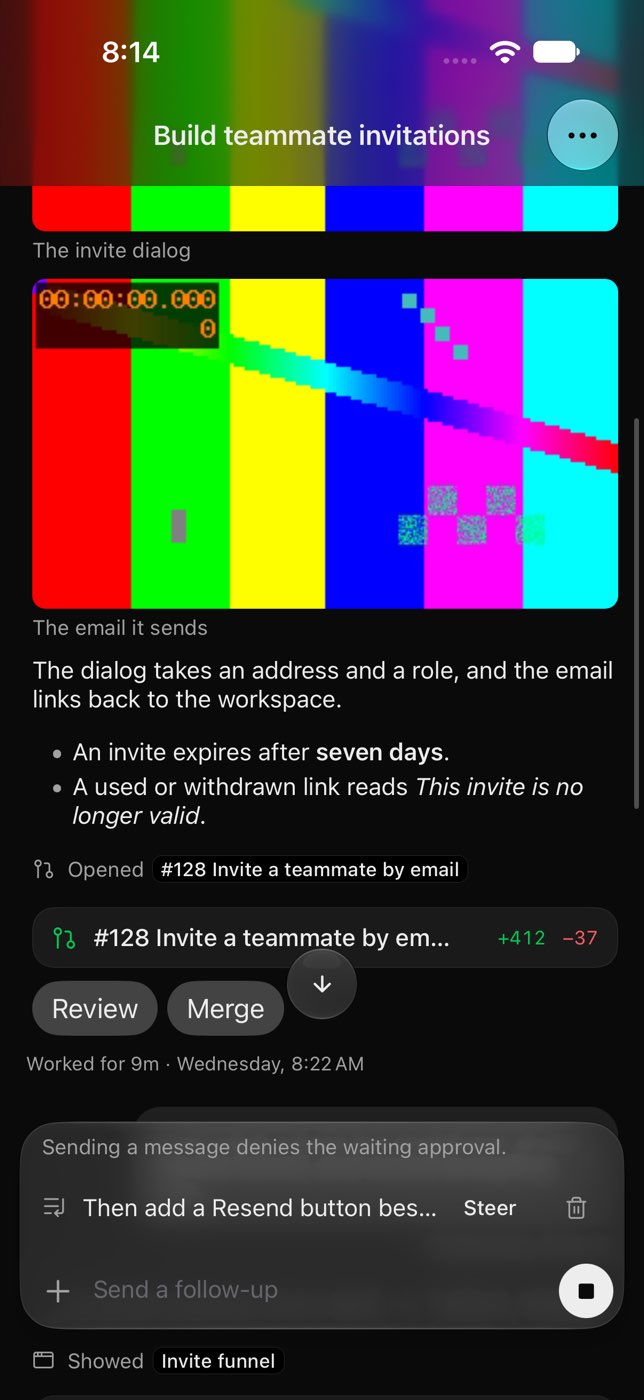 8:14
Build teammate invitations
The invite dialog
00:00:00.000
0
The email it sends
The dialog takes an address and a role, and the email
links back to the workspace.
An invite expires after seven days.
A used or withdrawn link reads This invite is no
longer valid.
Opened #128 Invite a teammate by email
#128 Invite a teammate by em... +412 −37
Review Merge
Worked for 9m · Wednesday, 8:22 AM
Sending a message denies the waiting approval.
Then add a Resend button bes... Steer
Send a follow-up
Showed Invite funnel